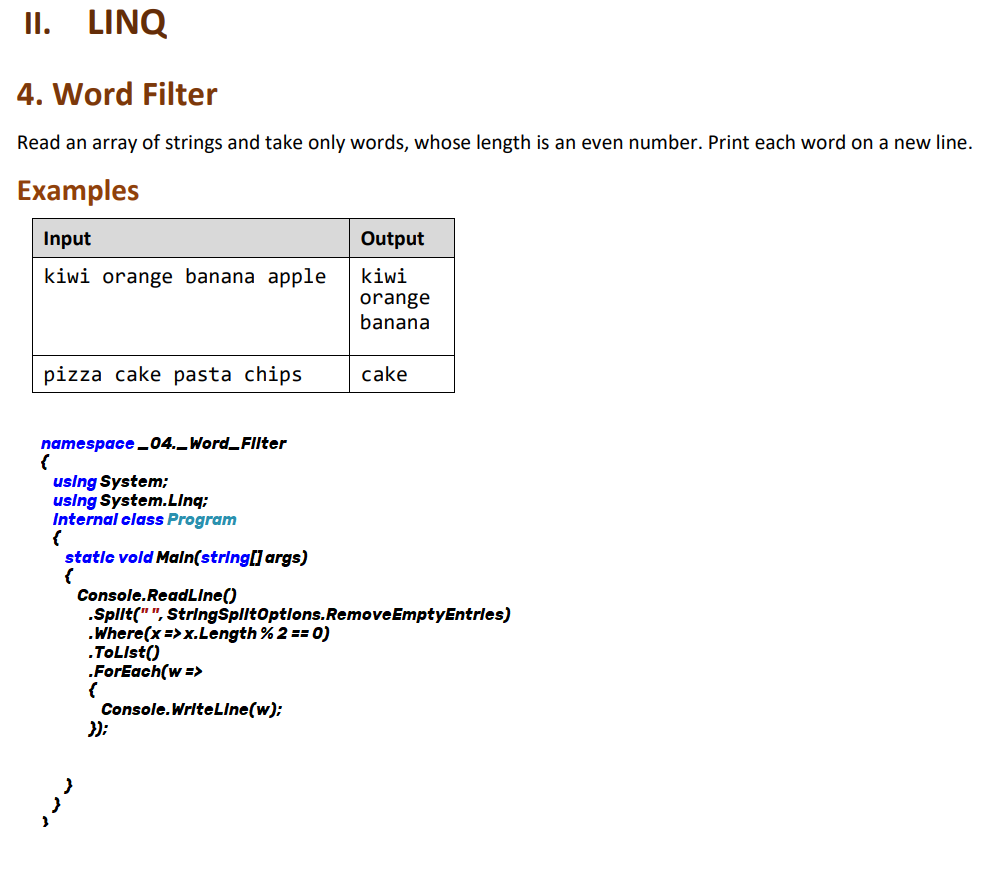 II. LINQ
4. Word Filter
Read an array of strings and take only words, whose length is an even number. Print each word on a new line.
Examples
Input Output
kiwi orange banana apple kiwi
orange
banana
pizza cake pasta chips cake
namespace _04._Word_Filter
{
using System;
using System.Linq;
internal class Program
{
static void Main(string[] args)
{
Console.ReadLine()
.Split(" ", StringSplitOptions.RemoveEmptyEntries)
.Where(x => x.Length % 2 == 0)
.ToList()
.ForEach(w =>
{
Console.WriteLine(w);
});
}
}
}